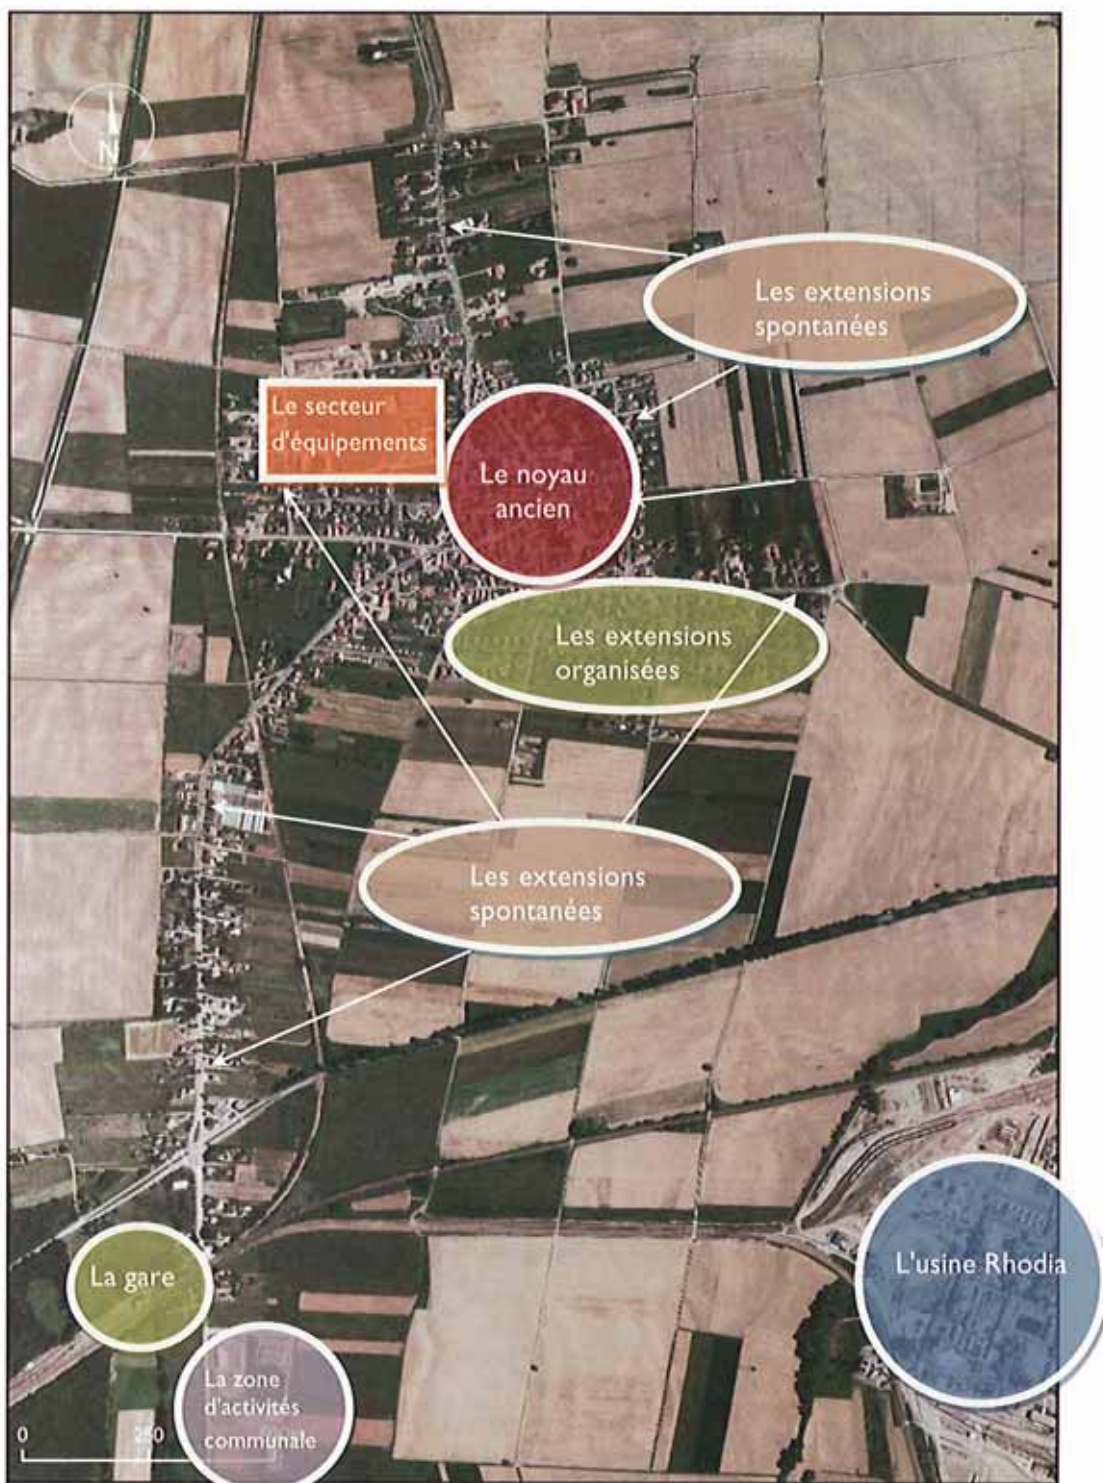 N
Les extensions
spontanées
Le secteur
d'équipements
Le noyau
ancien
Les extensions
organisées
Les extensions
spontanées
La gare
L'usine Rhodia
La zone
d'activités
communale
0 250